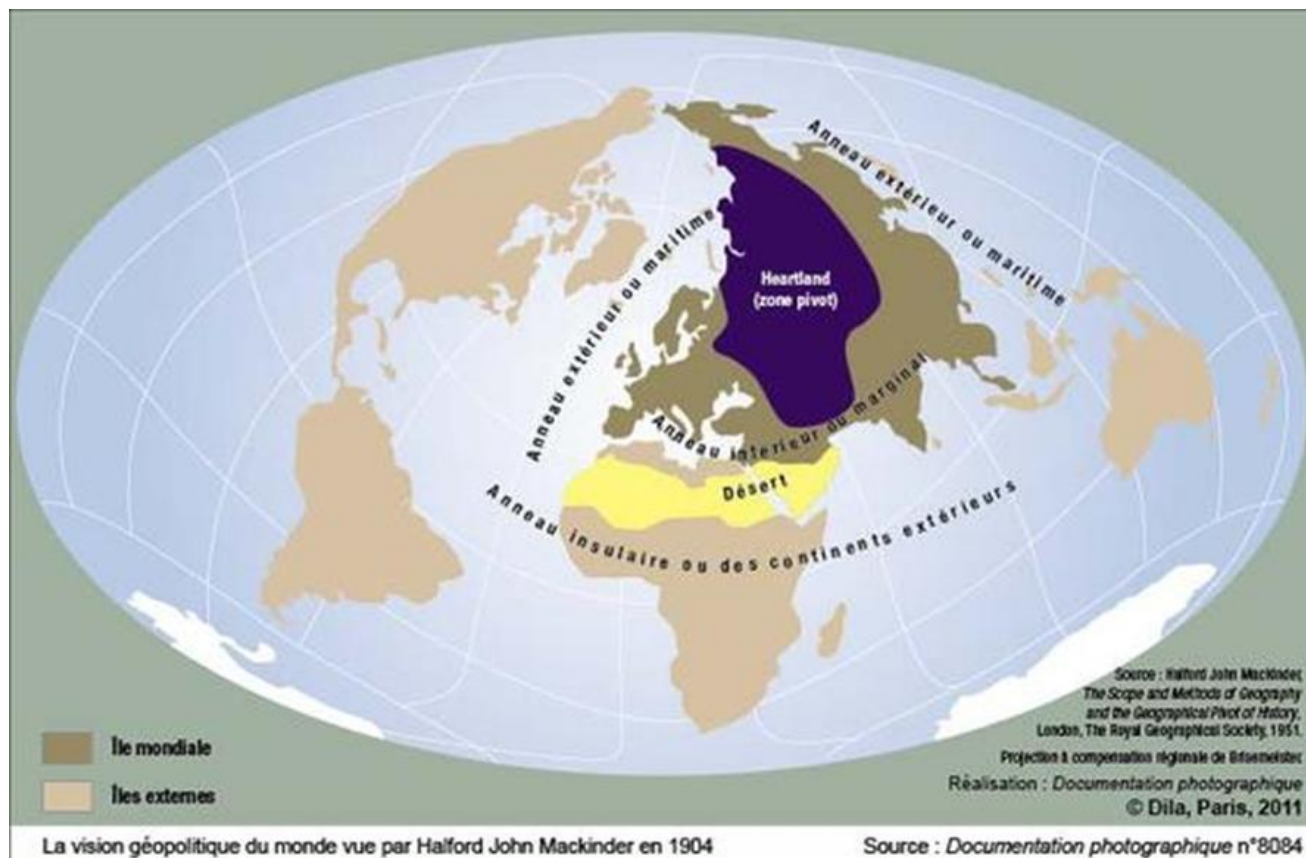 Anneau extérieur ou maritime
Anneau extérieur ou maritime
Heartland
(zone pivot)
Anneau intérieur ou marginal
Désert
Anneau insulaire ou des continents extérieurs
Source : Halford John Mackinder,
The Scope and Methods of Geography
and the Geographical Pivot of History,
London, The Royal Geographical Society, 1951.
Projection à compensation régionale de Briesemeister.
Réalisation : Documentation photographique
© Dila, Paris, 2011
Île mondiale
Îles externes
La vision géopolitique du monde vue par Halford John Mackinder en 1904
Source : Documentation photographique n°8084